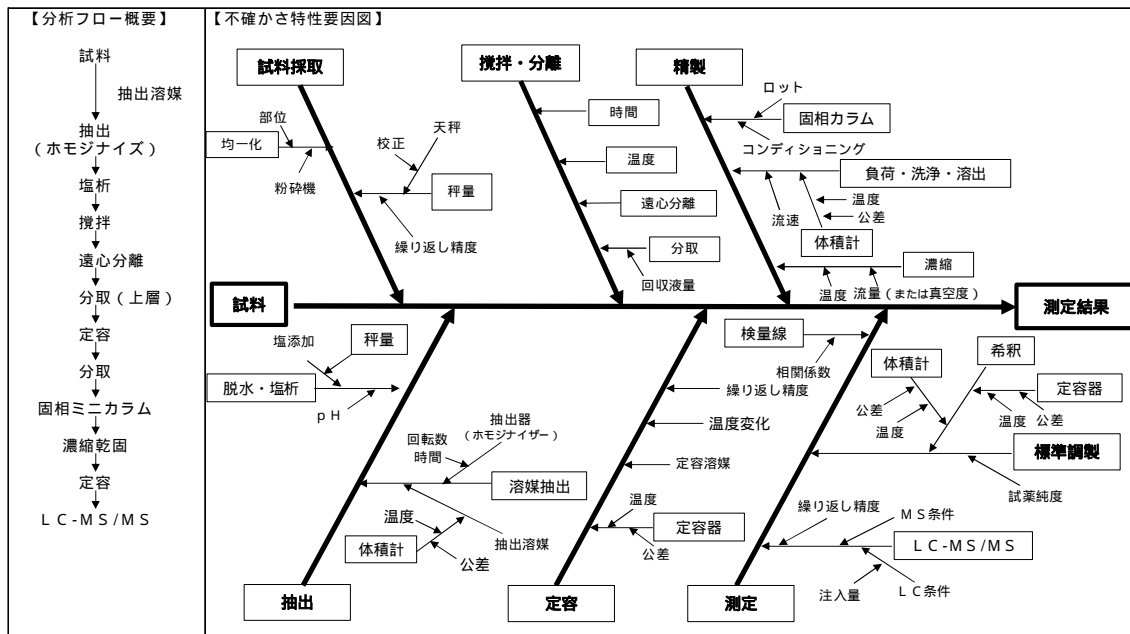 【分析フロー概要】
試料
抽出溶媒
抽出
(ホモジナイズ)
塩析
撹拌
遠心分離
分取(上層)
定容
分取
固相ミニカラム
濃縮乾固
定容
LC-MS/MS
【不確かさ特性要因図】
試料採取
撹拌・分離
精製
部位
均一化
粉砕機
天秤
校正
秤量
繰り返し精度
時間
温度
遠心分離
分取
回収液量
ロット
固相カラム
コンディショニング
負荷・洗浄・溶出
温度
公差
流速
体積計
濃縮
温度
流量(または真空度)
試料
測定結果
塩添加
秤量
脱水・塩析
pH
抽出器
(ホモジナイザー)
回転数
時間
溶媒抽出
温度
体積計
公差
抽出溶媒
抽出
繰り返し精度
温度変化
定容溶媒
温度
定容器
公差
定容
検量線
相関係数
体積計
希釈
定容器
公差
温度
温度
公差
標準調製
試薬純度
繰り返し精度
MS条件
LC-MS/MS
注入量
LC条件
測定